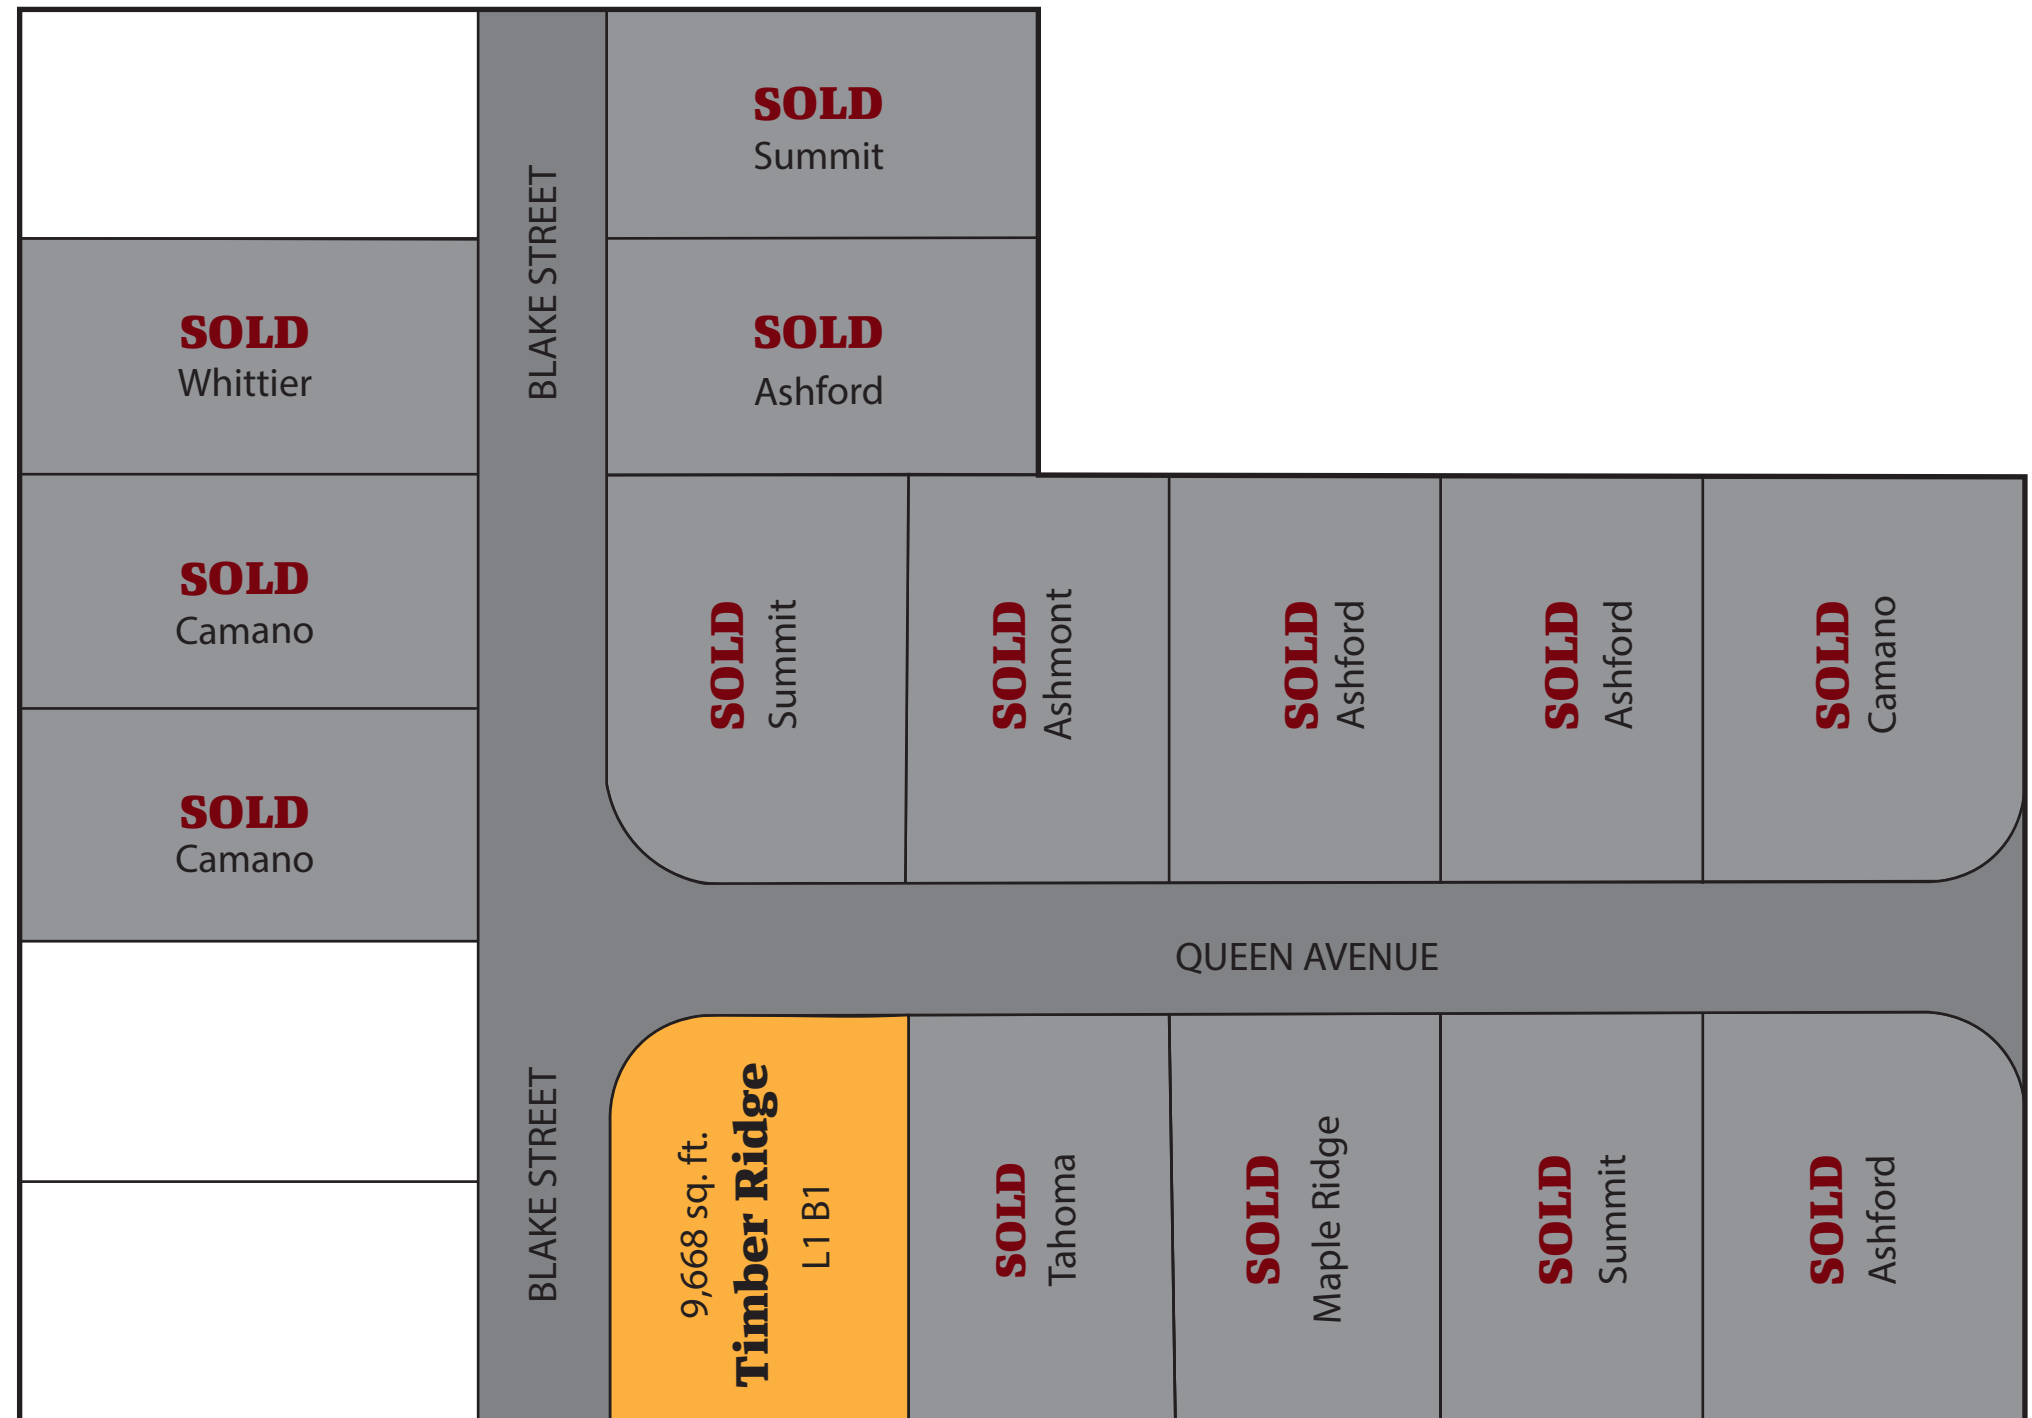 SOLD
Summit
BLAKE STREET
SOLD
Whittier
SOLD
Ashford
SOLD
Camano
SOLD
Camano
SOLD
Summit
SOLD
Ashmont
SOLD
Ashford
SOLD
Ashford
SOLD
Camano
QUEEN AVENUE
BLAKE STREET
9,668 sq. ft.
Timber Ridge
L1 B1
SOLD
Tahoma
SOLD
Maple Ridge
SOLD
Summit
SOLD
Ashford